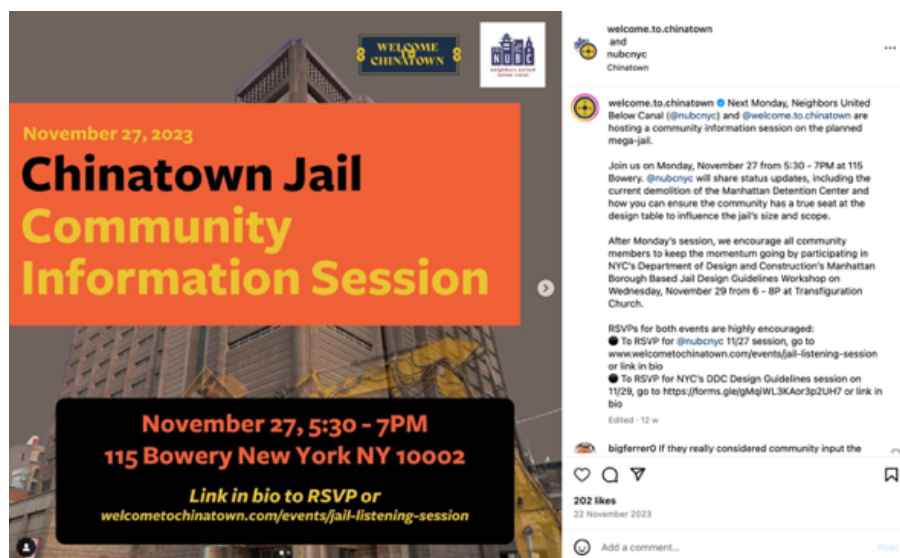 WELCOME
TO
CHINATOWN
NUBC
neighbors united
below canal
November 27, 2023
Chinatown Jail
Community
Information Session
November 27, 5:30 - 7PM
115 Bowery New York NY 10002
Link in bio to RSVP or
welcometochinatown.com/events/jail-listening-session
welcome.to.chinatown
and
nubcnyc
Chinatown
welcome.to.chinatown Next Monday, Neighbors United
Below Canal (@nubcnyc) and @welcome.to.chinatown are
hosting a community information session on the planned
mega-jail.
Join us on Monday, November 27 from 5:30 - 7PM at 115
Bowery. @nubcnyc will share status updates, including the
current demolition of the Manhattan Detention Center and
how you can ensure the community has a true seat at the
design table to influence the jail's size and scope.
After Monday's session, we encourage all community
members to keep the momentum going by participating in
NYC's Department of Design and Construction's Manhattan
Borough Based Jail Design Guidelines Workshop on
Wednesday, November 29 from 6 - 8P at Transfiguration
Church.
RSVPs for both events are highly encouraged:
To RSVP for @nubcnyc 11/27 session, go to
www.welcometochinatown.com/events/jail-listening-session
or link in bio
To RSVP for NYC's DDC Design Guidelines session on
11/29, go to https://forms.gle/gMqiWL3KAor3p2UH7 or link in
bio
Edited · 12 w
bigferrer0 If they really considered community input the
202 likes
22 November 2023
Add a comment...
Post